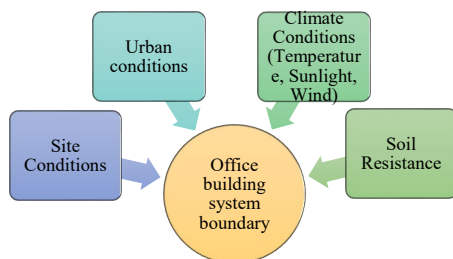 Urban
conditions
Climate
Conditions
(Temperatur
e, Sunlight,
Wind)
Site
Conditions
Office
building
system
boundary
Soil
Resistance